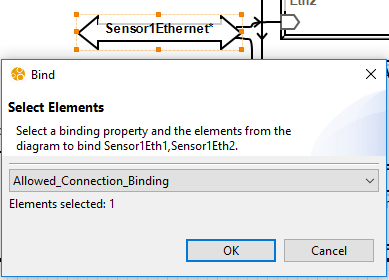 Eth2
Sensor1Ethernet*
Bind
Select Elements
Select a binding property and the elements from the
diagram to bind Sensor1Eth1,Sensor1Eth2.
Allowed_Connection_Binding
Elements selected: 1
OK
Cancel